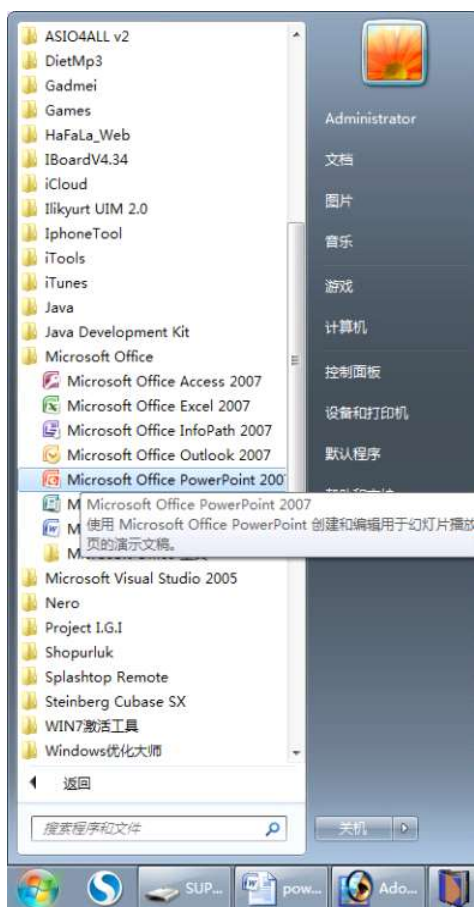 ASIO4ALL v2
DietMp3
Gadmei
Games
HaFaLa_Web
IBoardV4.34
iCloud
Ilikyurt UIM 2.0
IphoneTool
iTools
iTunes
Java
Java Development Kit
Microsoft Office
Microsoft Office Access 2007
Microsoft Office Excel 2007
Microsoft Office InfoPath 2007
Microsoft Office Outlook 2007
Microsoft Office PowerPoint 200
M
Microsoft Office PowerPoint 2007
M
使用 Microsoft Office PowerPoint 创建和编辑用于幻灯片播放
页的演示文稿。
Microsoft Visual Studio 2005
Nero
Project I.G.I
Shopurluk
Splashtop Remote
Steinberg Cubase SX
WIN7激活工具
Windows优化大师
返回
搜索程序和文件
Administrator
文档
图片
音乐
游戏
计算机
控制面板
设备和打印机
默认程序
关机
SUP...
pow...
Ado...